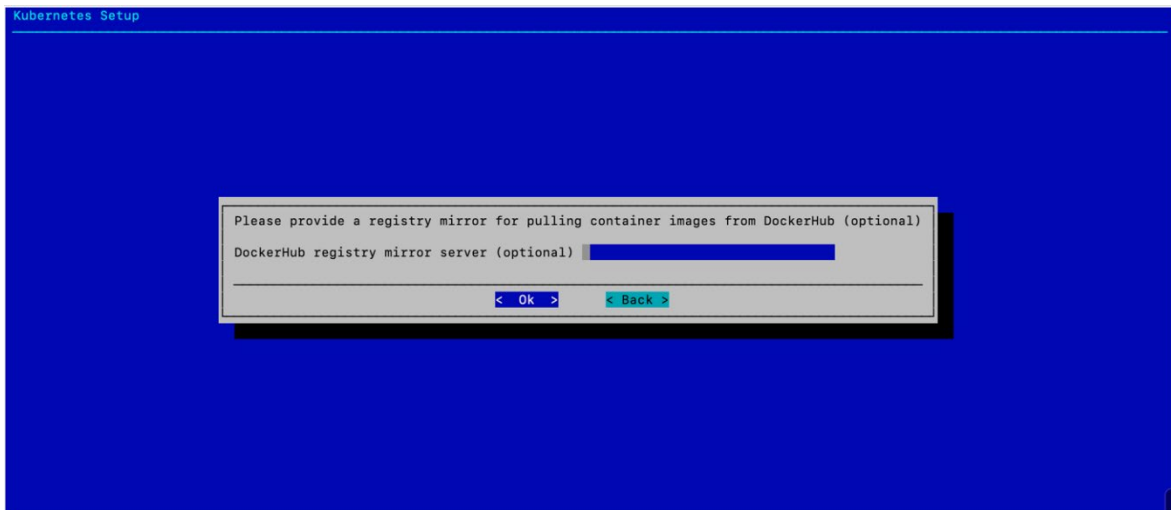 Kubernetes Setup
Please provide a registry mirror for pulling container images from DockerHub (optional)
DockerHub registry mirror server (optional)
< Ok > < Back >